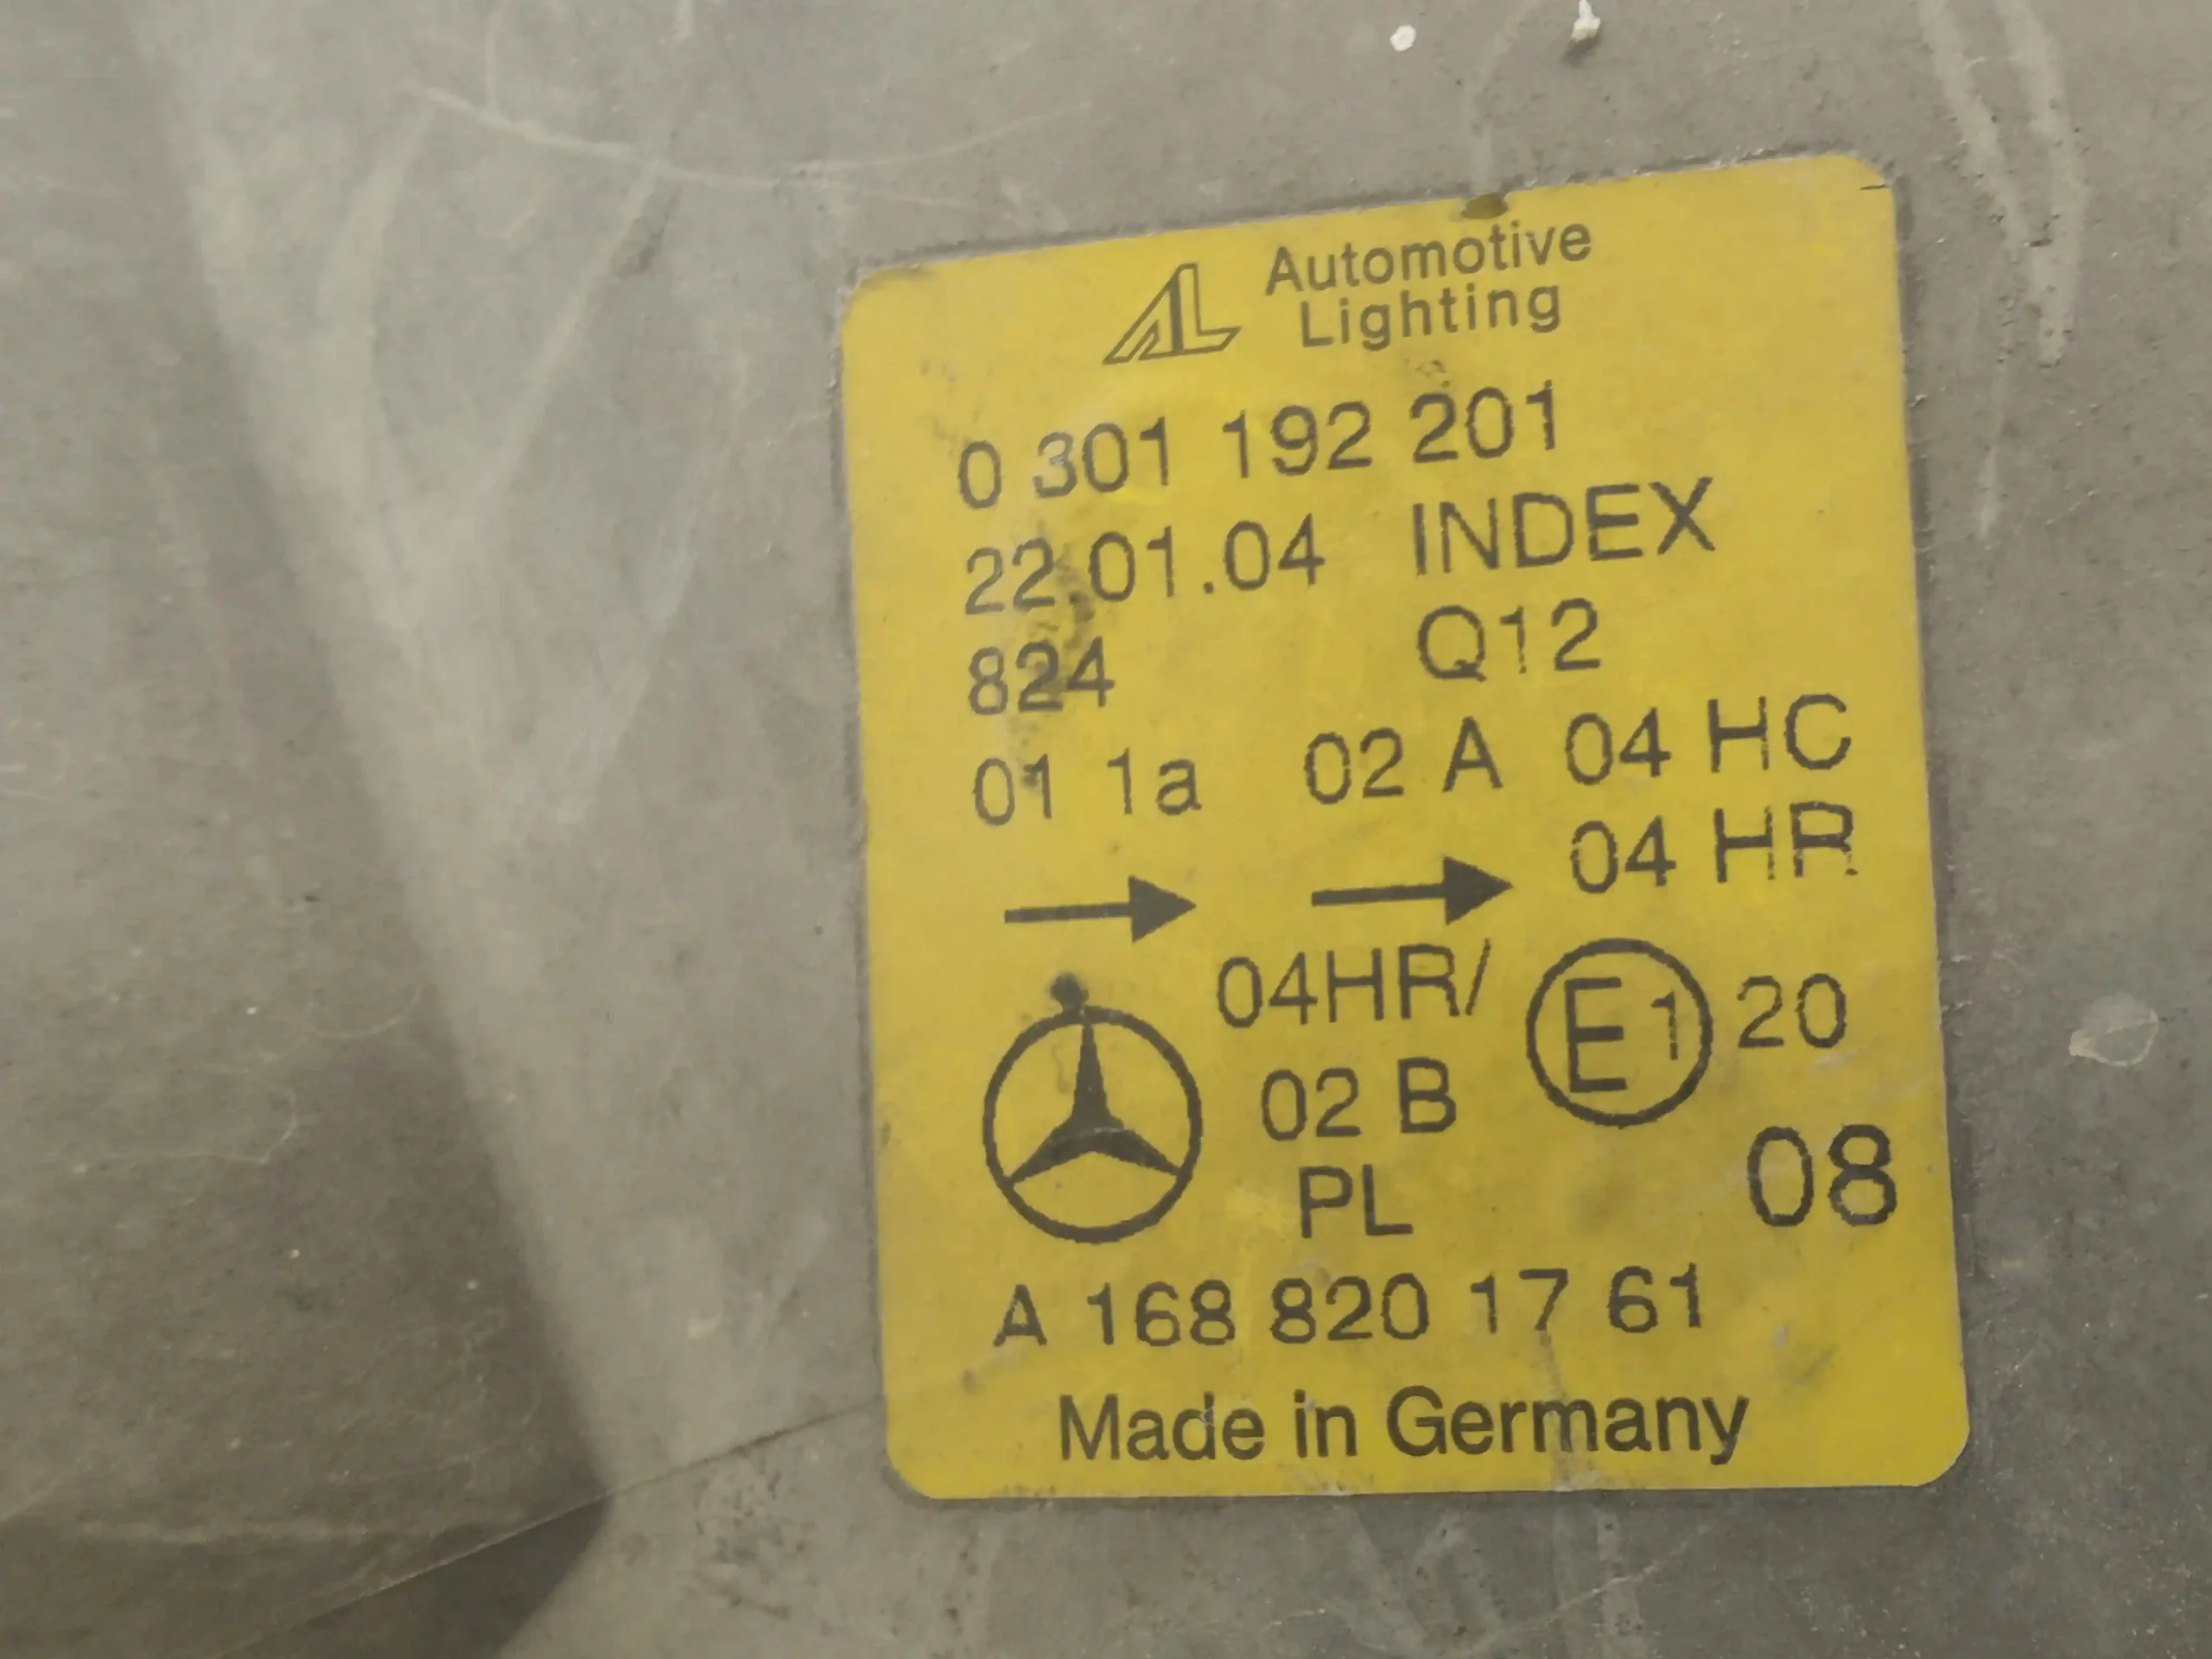 AL Automotive
Lighting
0 301 192 201
22.01.04 INDEX
824 Q12
01 1a 02 A 04 HC
04 HR
04HR/ E1 20
02 B
PL 08
A 168 820 17 61
Made in Germany